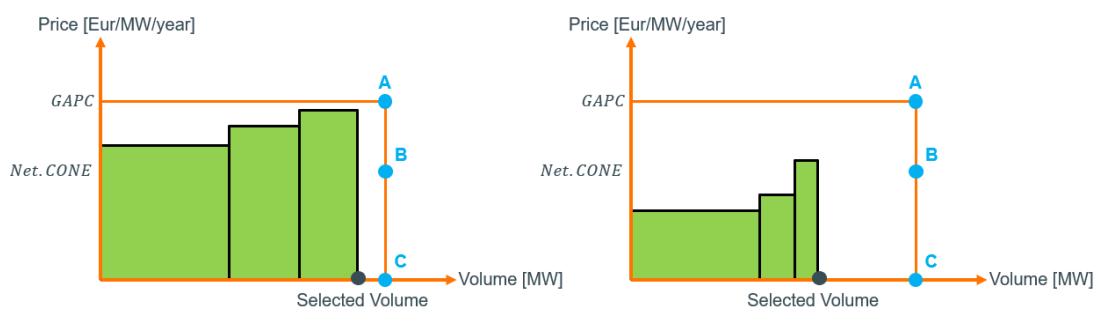 Price [Eur/MW/year]
GAPC
A
Net.CONE
B
C
Volume [MW]
Selected Volume
Price [Eur/MW/year]
GAPC
A
Net.CONE
B
C
Volume [MW]
Selected Volume